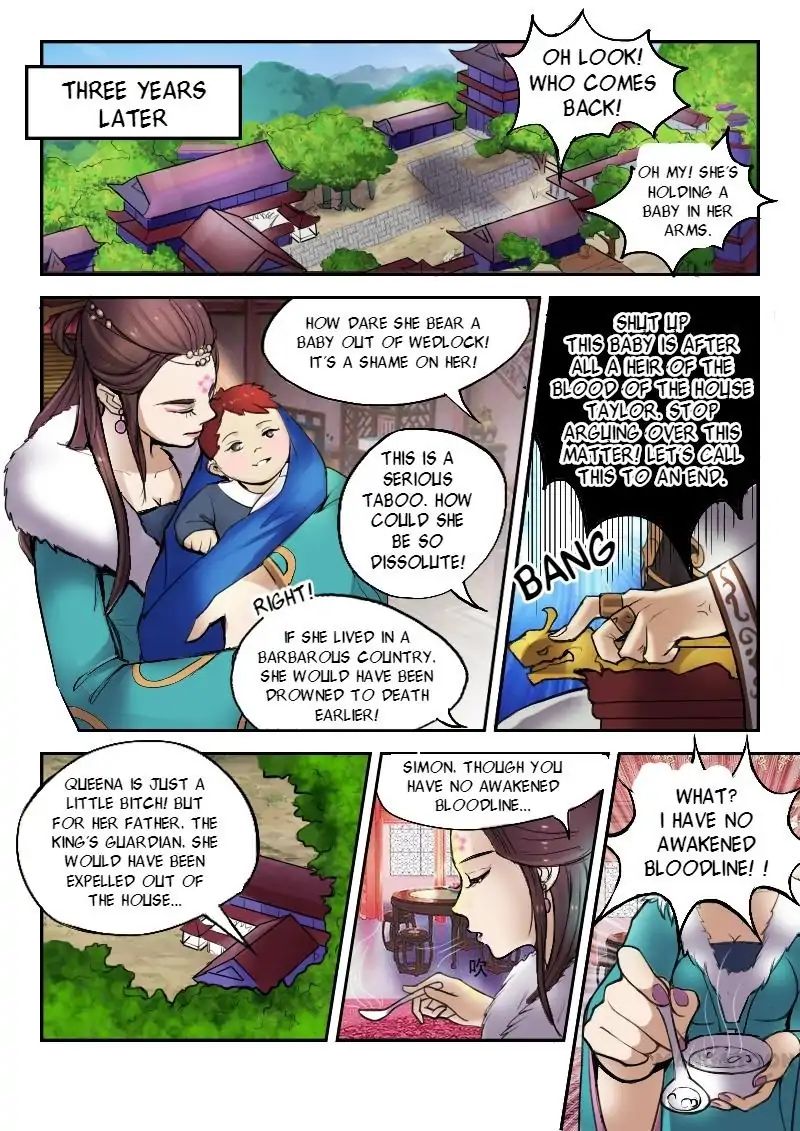 THREE YEARS
LATER
OH LOOK!
WHO COMES
BACK!
OH MY! SHE'S
HOLDING A
BABY IN HER
ARMS.
HOW DARE SHE BEAR A
BABY OUT OF WEDLOCK!
IT'S A SHAME ON HER!
THIS IS A
SERIOUS
TABOO. HOW
COULD SHE
BE SO
DISSOLUTE!
RIGHT!
IF SHE LIVED IN A
BARBAROUS COUNTRY,
SHE WOULD HAVE BEEN
DROWNED TO DEATH
EARLIER!
SHUT UP
THIS BABY IS AFTER
ALL A HEIR OF THE
BLOOD OF THE HOUSE
TAYLOR. STOP
ARGUING OVER THIS
MATTER! LET'S CALL
THIS TO AN END.
BANG
QUEENA IS JUST A
LITTLE BITCH! BUT
FOR HER FATHER, THE
KING'S GUARDIAN, SHE
WOULD HAVE BEEN
EXPELLED OUT OF
THE HOUSE...
SIMON, THOUGH YOU
HAVE NO AWAKENED
BLOODLINE...
吹
WHAT?
I HAVE NO
AWAKENED
BLOODLINE! !